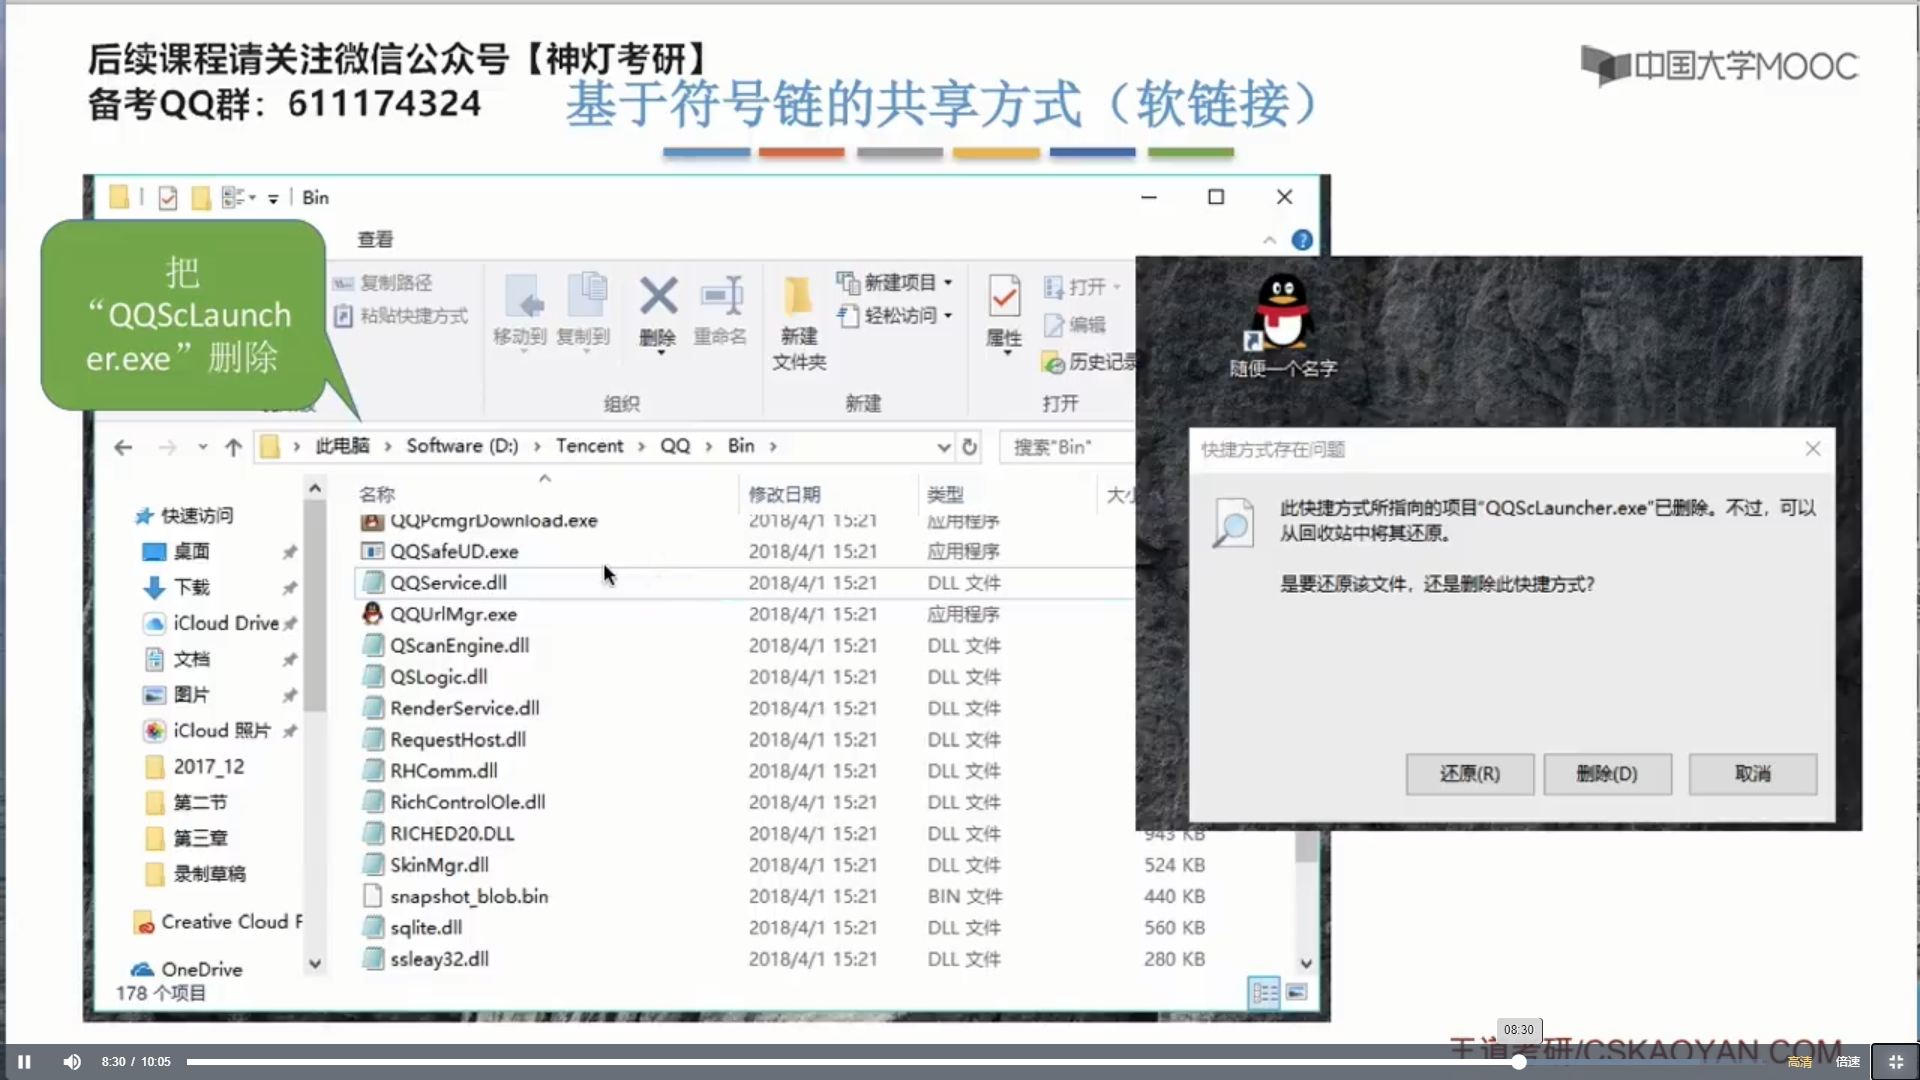 后续课程请关注微信公众号【神灯考研】
备考QQ群：611174324
中国大学MOOC
基于符号链的共享方式（软链接）
Bin
查看
把
“QQScLaunch
er.exe”删除
复制路径
粘贴快捷方式
移动到
复制到
删除
重命名
新建
文件夹
新建项目
轻松访问
属性
打开
编辑
历史记录
组织
新建
打开
此电脑 › Software (D:) › Tencent › QQ › Bin ›
搜索"Bin"
快速访问
桌面
下载
iCloud Drive
文档
图片
iCloud 照片
2017_12
第二节
第三章
录制草稿
Creative Cloud F
OneDrive
178 个项目
名称 修改日期 类型 大小
QQPcmgrDownload.exe 2018/4/1 15:21 应用程序
QQSafeUD.exe 2018/4/1 15:21 应用程序
QQService.dll 2018/4/1 15:21 DLL 文件
QQUrlMgr.exe 2018/4/1 15:21 应用程序
QScanEngine.dll 2018/4/1 15:21 DLL 文件
QSLogic.dll 2018/4/1 15:21 DLL 文件
RenderService.dll 2018/4/1 15:21 DLL 文件
RequestHost.dll 2018/4/1 15:21 DLL 文件
RHComm.dll 2018/4/1 15:21 DLL 文件
RichControlOle.dll 2018/4/1 15:21 DLL 文件
RICHED20.DLL 2018/4/1 15:21 DLL 文件 943 KB
SkinMgr.dll 2018/4/1 15:21 DLL 文件 524 KB
snapshot_blob.bin 2018/4/1 15:21 BIN 文件 440 KB
sqlite.dll 2018/4/1 15:21 DLL 文件 560 KB
ssleay32.dll 2018/4/1 15:21 DLL 文件 280 KB
随便一个名字
快捷方式存在问题
此快捷方式所指向的项目"QQScLauncher.exe"已删除。不过，可以
从回收站中将其还原。
是要还原该文件，还是删除此快捷方式?
还原(R)
删除(D)
取消
08:30
王道考研/CSKAOYAN.COM
8:30 / 10:05
高清
倍速